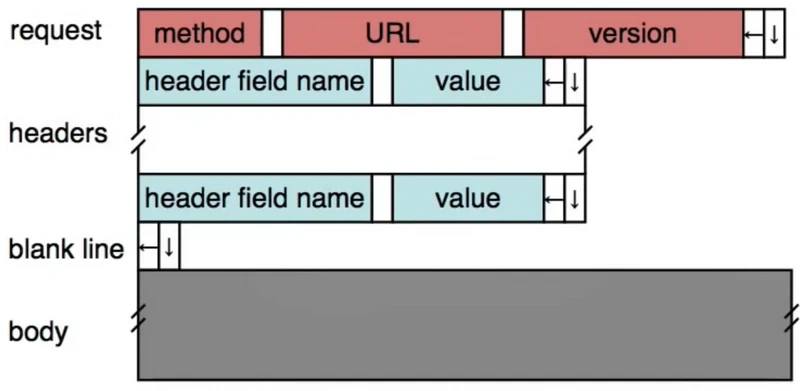 request method URL version ← ↓
header field name value ← ↓
headers
header field name value ← ↓
blank line ← ↓
body